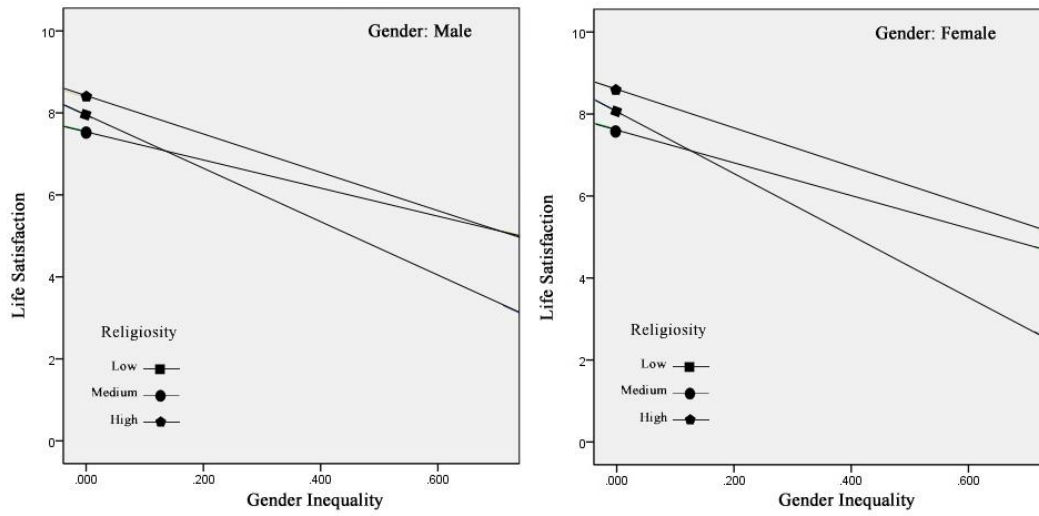 Gender: Male
10
8
6
4
2
0
Life Satisfaction
Religiosity
Low
Medium
High
.000
.200
.400
.600
Gender Inequality
Gender: Female
10
8
6
4
2
0
Life Satisfaction
Religiosity
Low
Medium
High
.000
.200
.400
.600
Gender Inequality